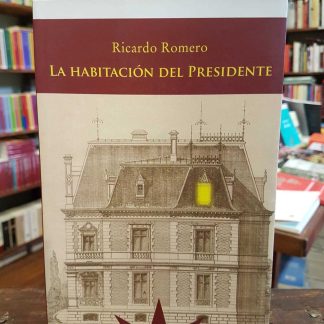 Ricardo Romero
LA HABITACIÓN DEL PRESIDENTE